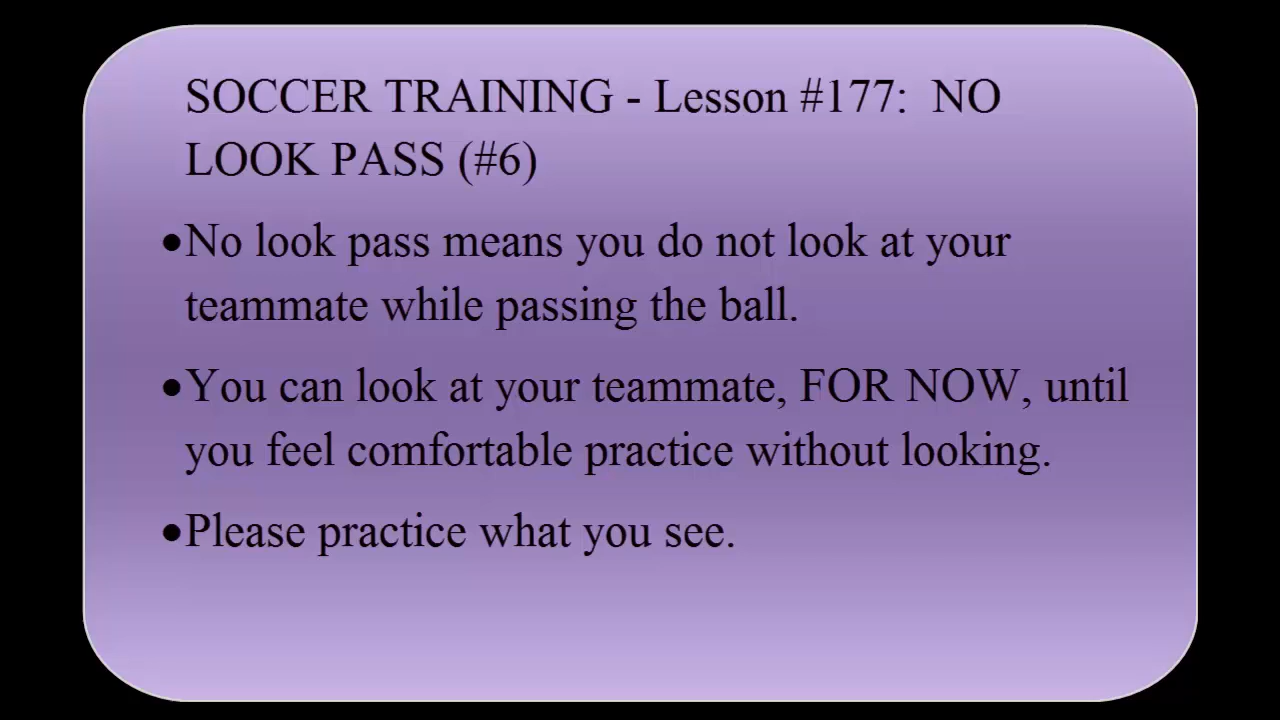 SOCCER TRAINING - Lesson #177:  NO
LOOK PASS (#6)
•No look pass means you do not look at your
teammate while passing the ball.
•You can look at your teammate, FOR NOW, until
you feel comfortable practice without looking.
•Please practice what you see.